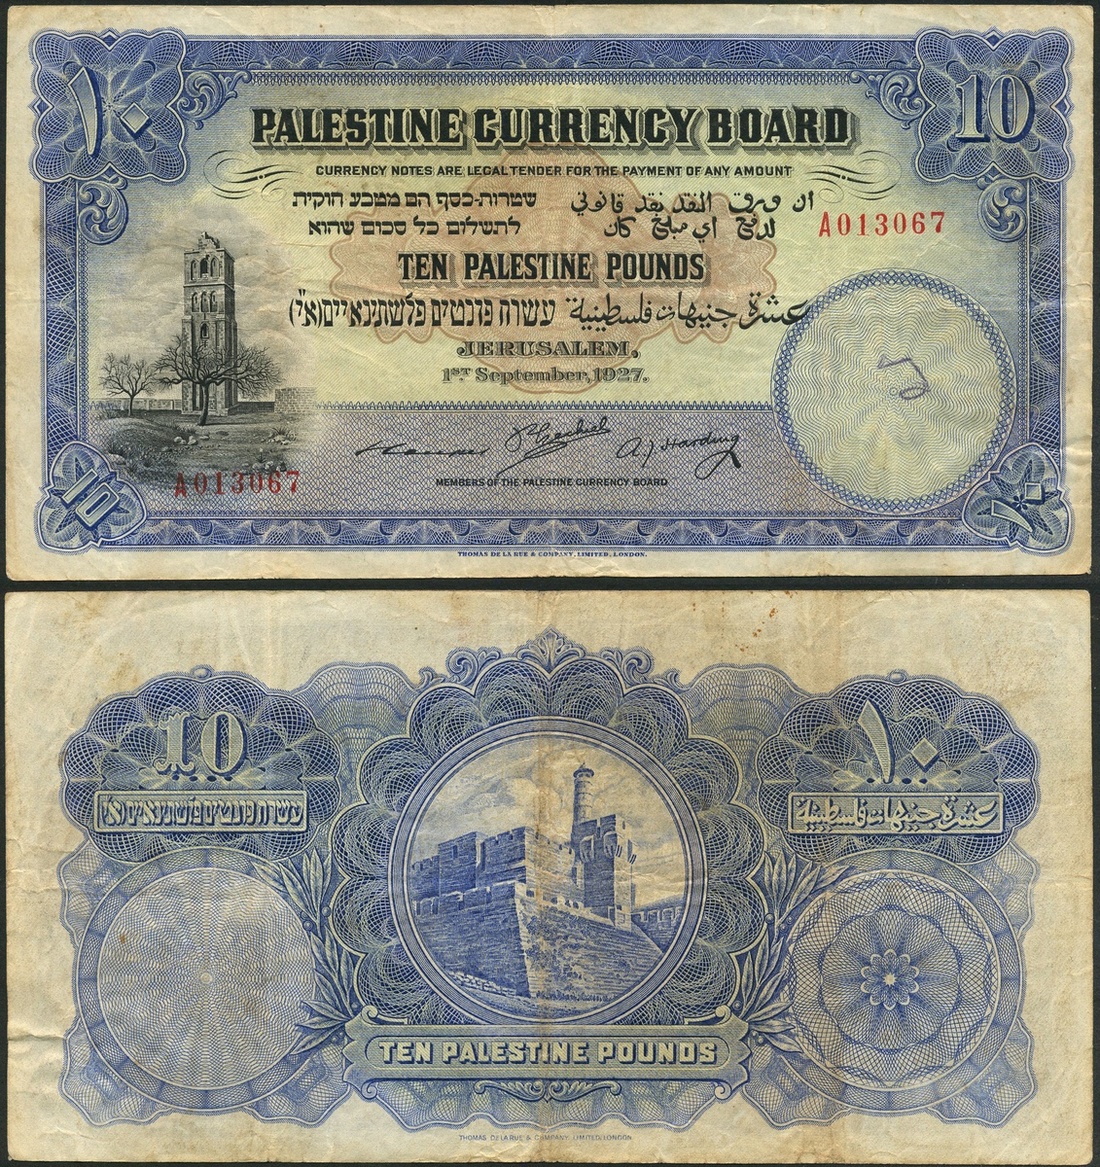 ١٠
10
PALESTINE CURRENCY BOARD
CURRENCY NOTES ARE LEGAL TENDER FOR THE PAYMENT OF ANY AMOUNT
שטרות-כסף הם מטבע חוקית
לתשלום כל סכום שהוא
ان ورق النقد نقد قانوني
لدفع اي مبلغ كان
A013067
TEN PALESTINE POUNDS
עשרה פונטים פלשתינאיים(א"י)
عشرة جنيهات فلسطينية
JERUSALEM,
1ST September, 1927.
A.J. Harding
A013067
MEMBERS OF THE PALESTINE CURRENCY BOARD
10
١٠
THOMAS DE LA RUE & COMPANY, LIMITED, LONDON.
10
١٠
עשרה פונטים פלשתינאיים(א"י)
عشرة جنيهات فلسطينية
TEN PALESTINE POUNDS
THOMAS DE LA RUE & COMPANY, LIMITED, LONDON.